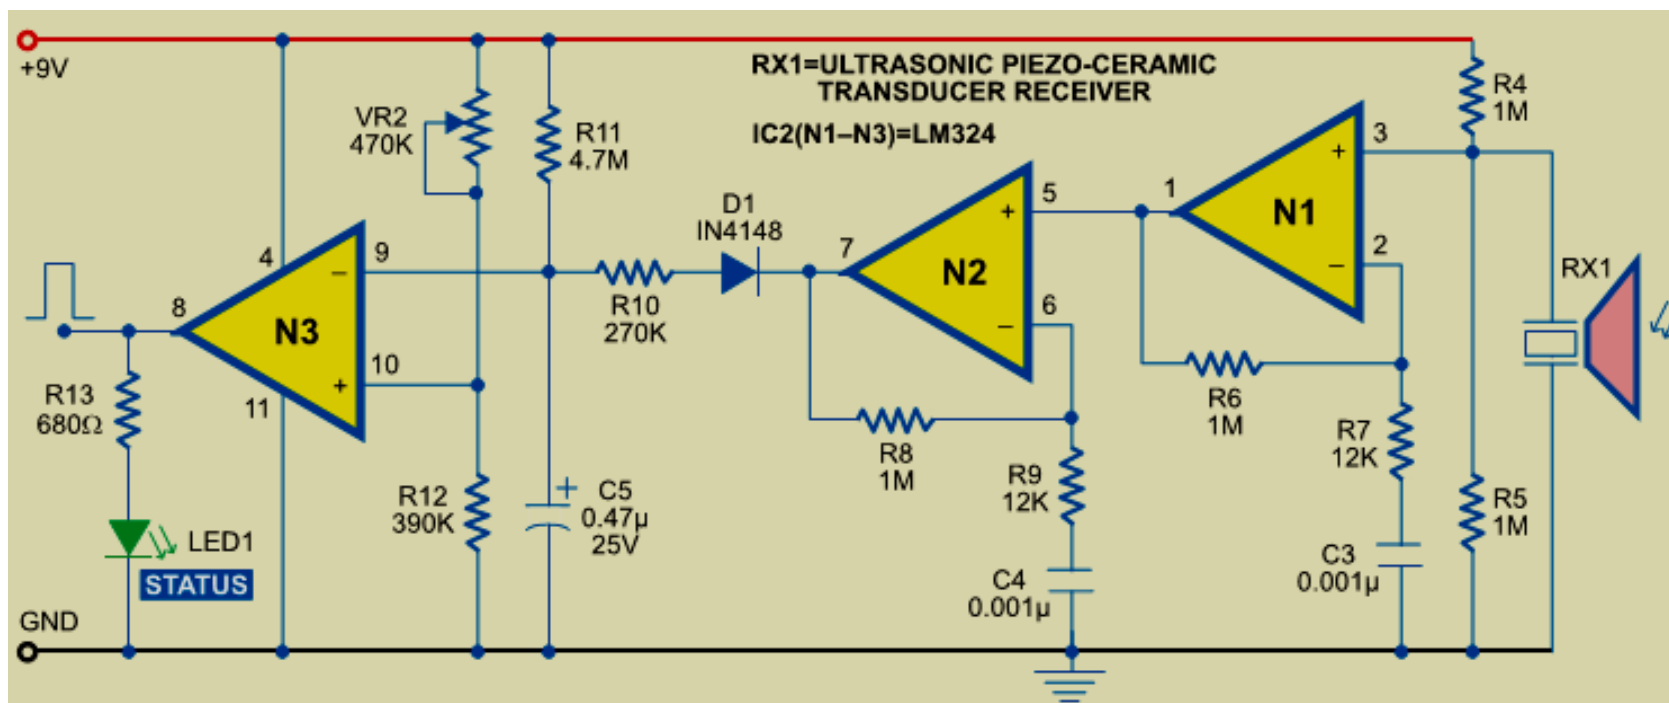 +9V
RX1=ULTRASONIC PIEZO-CERAMIC
TRANSDUCER RECEIVER
IC2(N1–N3)=LM324
R4
1M
VR2
470K
R11
4.7M
3
+
N1
1
2
–
D1
IN4148
5
+
N2
7
6
–
RX1
4
9
–
8
N3
10
+
11
R10
270K
R13
680Ω
R6
1M
R7
12K
R8
1M
R9
12K
R12
390K
+
C5
0.47µ
25V
R5
1M
LED1
STATUS
C4
0.001µ
C3
0.001µ
GND